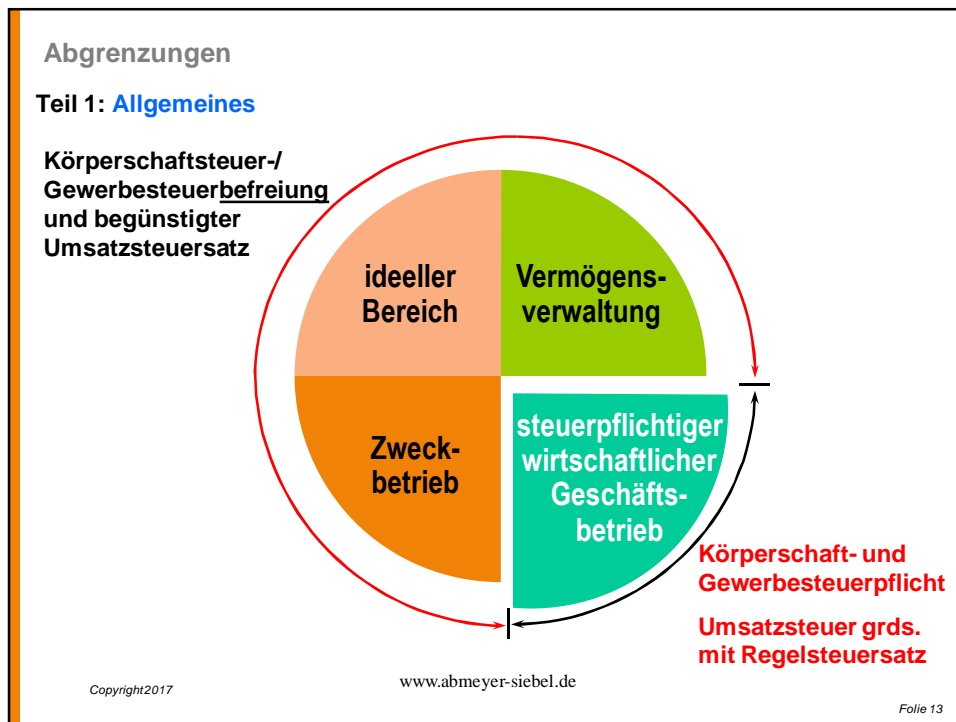 Abgrenzungen
Teil 1: Allgemeines
Körperschaftsteuer-/
Gewerbesteuerbefreiung
und begünstigter
Umsatzsteuersatz
ideeller
Bereich
Vermögens-
verwaltung
Zweck-
betrieb
steuerpflichtiger
wirtschaftlicher
Geschäfts-
betrieb
Körperschaft- und
Gewerbesteuerpflicht
Umsatzsteuer grds.
mit Regelsteuersatz
Copyright2017
www.abmeyer-siebel.de
Folie 13